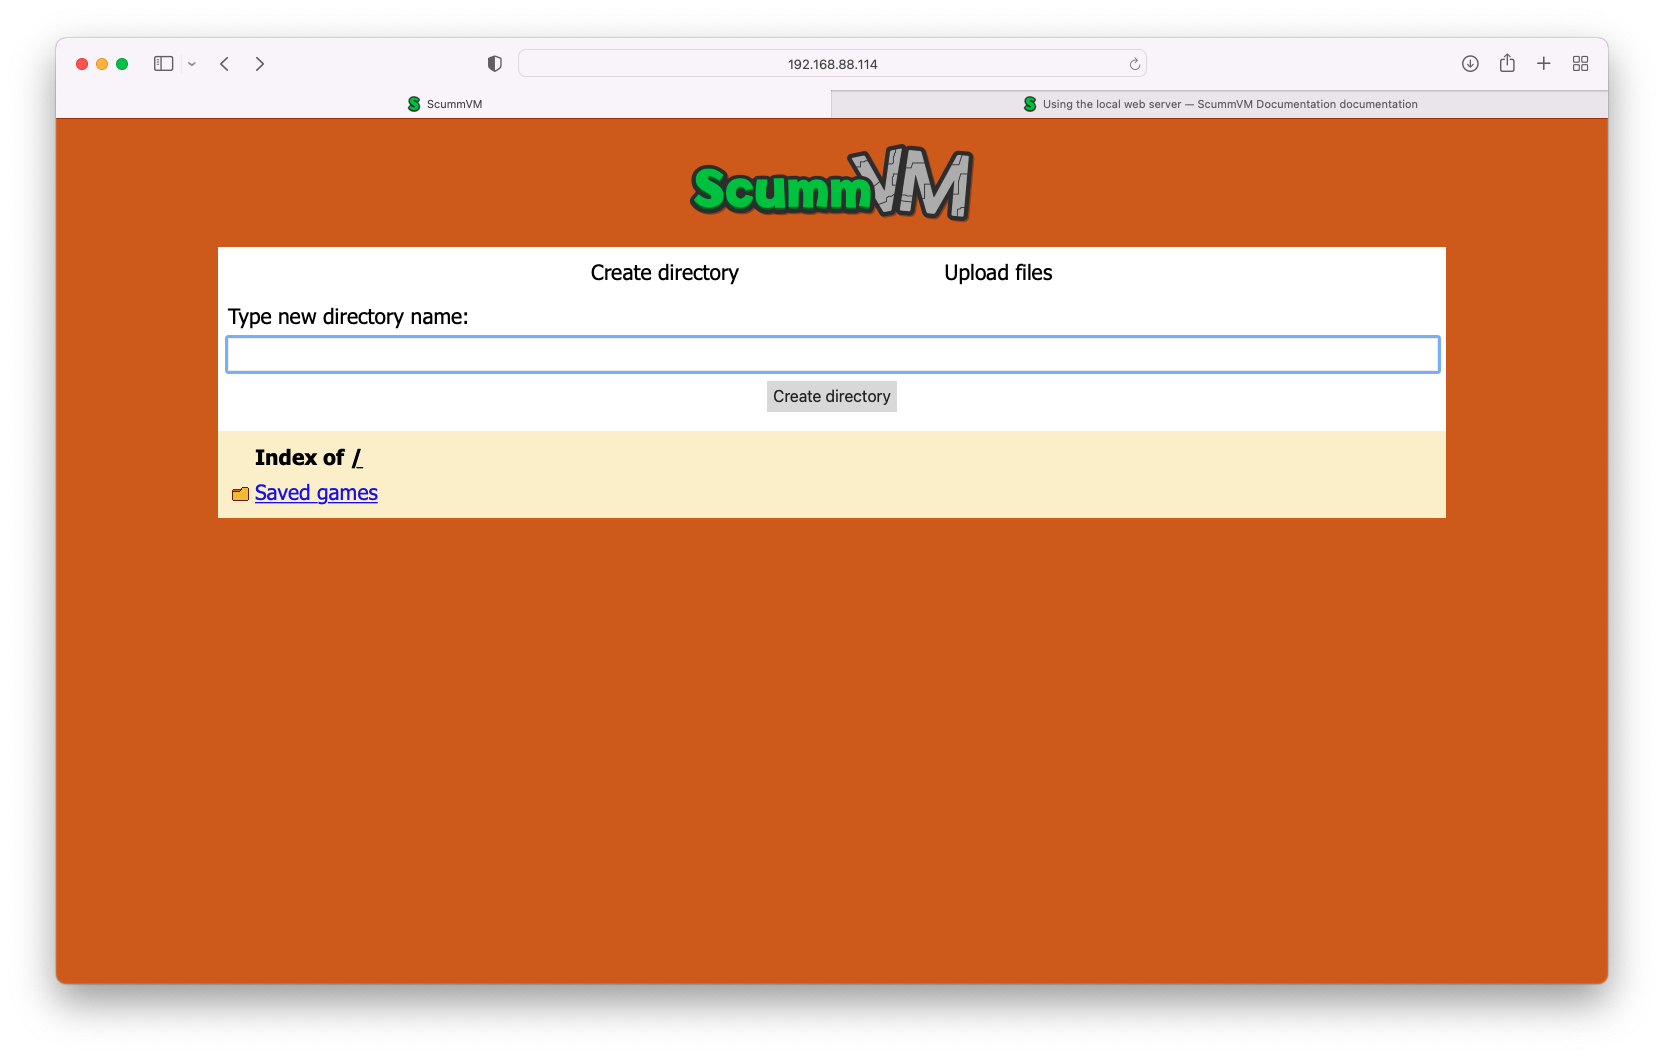 192.168.88.114
ScummVM
Using the local web server — ScummVM Documentation documentation
ScummVM
Create directory
Upload files
Type new directory name:
Create directory
Index of /
Saved games